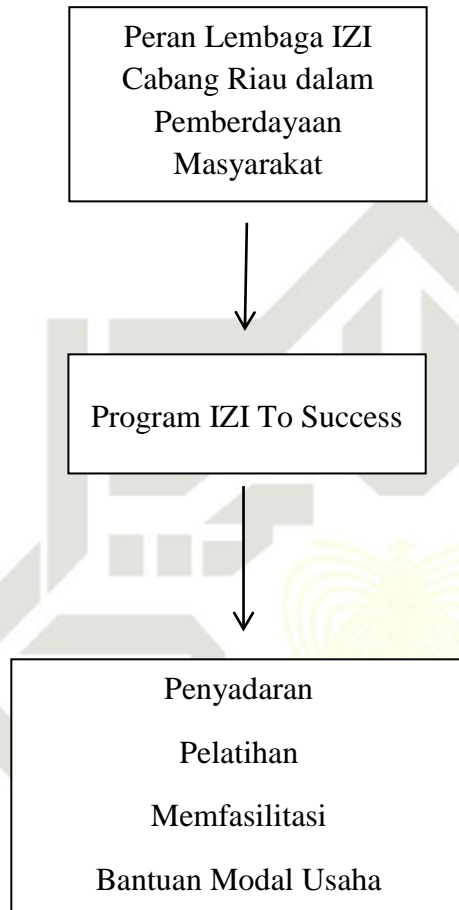 Peran Lembaga IZI
Cabang Riau dalam
Pemberdayaan
Masyarakat
Program IZI To Success
Penyadaran
Pelatihan
Memfasilitasi
Bantuan Modal Usaha